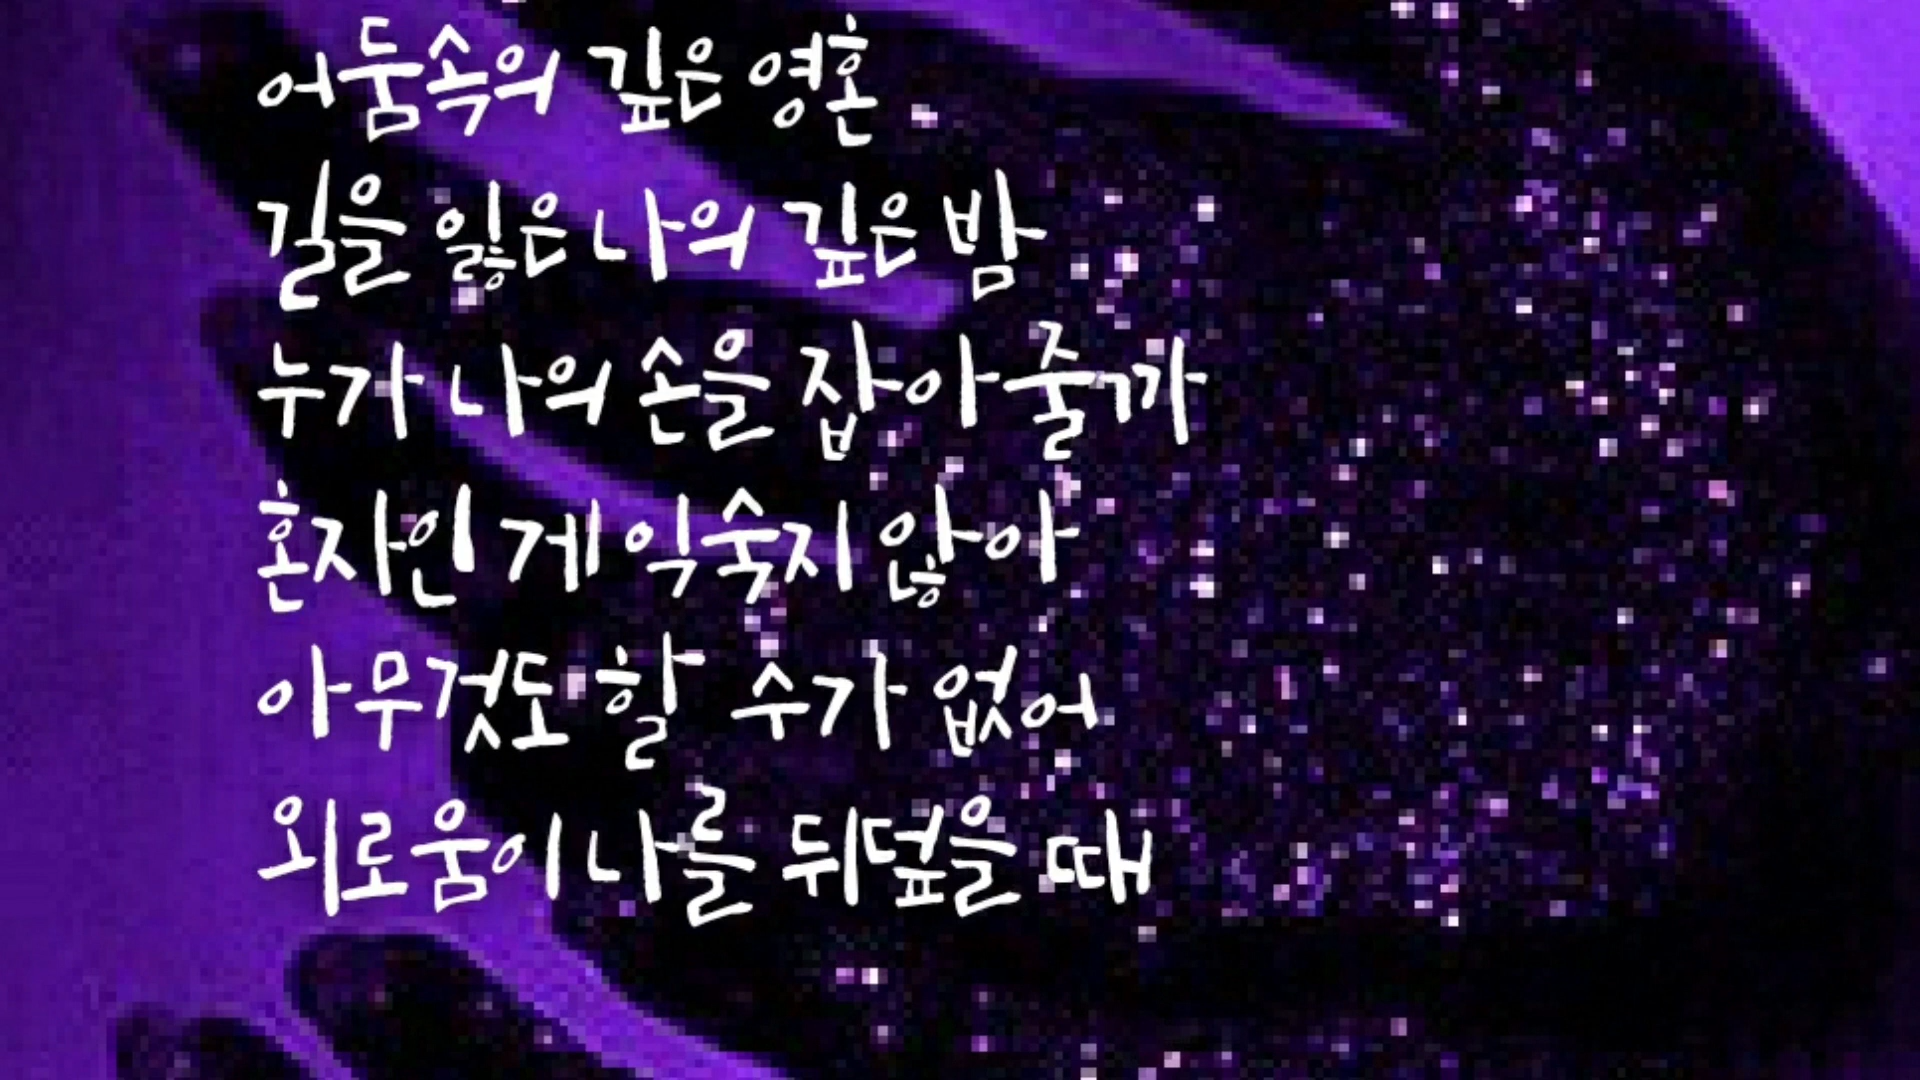 어둠속의 깊은 영혼
길을 잃은 나의 깊은 밤
누가 나의 손을 잡아 줄까
혼자인 게 익숙지 않아
아무것도 할 수가 없어
외로움이 나를 뒤덮을 때